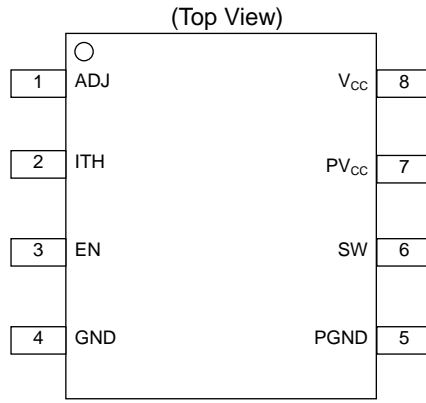 (Top View)
1 ADJ V_CC 8
2 ITH PV_CC 7
3 EN SW 6
4 GND PGND 5